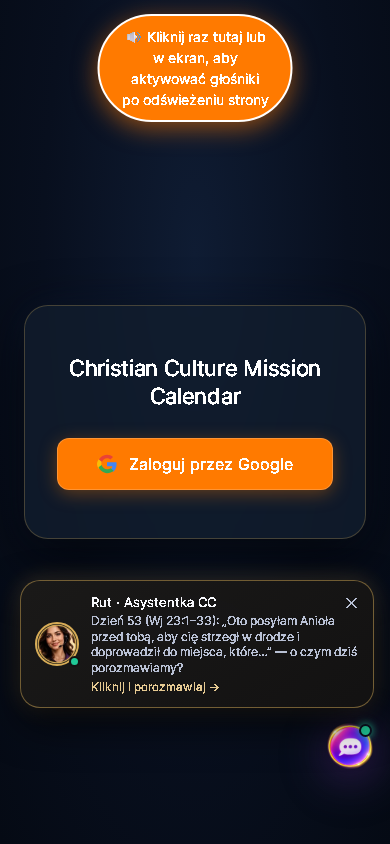 Kliknij raz tutaj lub
w ekran, aby
aktywować głośniki
po odświeżeniu strony
Christian Culture Mission
Calendar
Zaloguj przez Google
Rut · Asystentka CC
Dzień 53 (Wj 23:1–33): „Oto posyłam Anioła
przed tobą, aby cię strzegł w drodze i
doprowadził do miejsca, które…” — o czym dziś
porozmawiamy?
Kliknij i porozmawiaj →